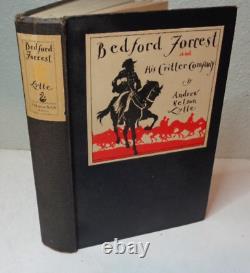 Bedford
Forrest
Lytle
Bedford Forrest
and
His Critter Company
by
Andrew
Nelson
Lytle
ebay